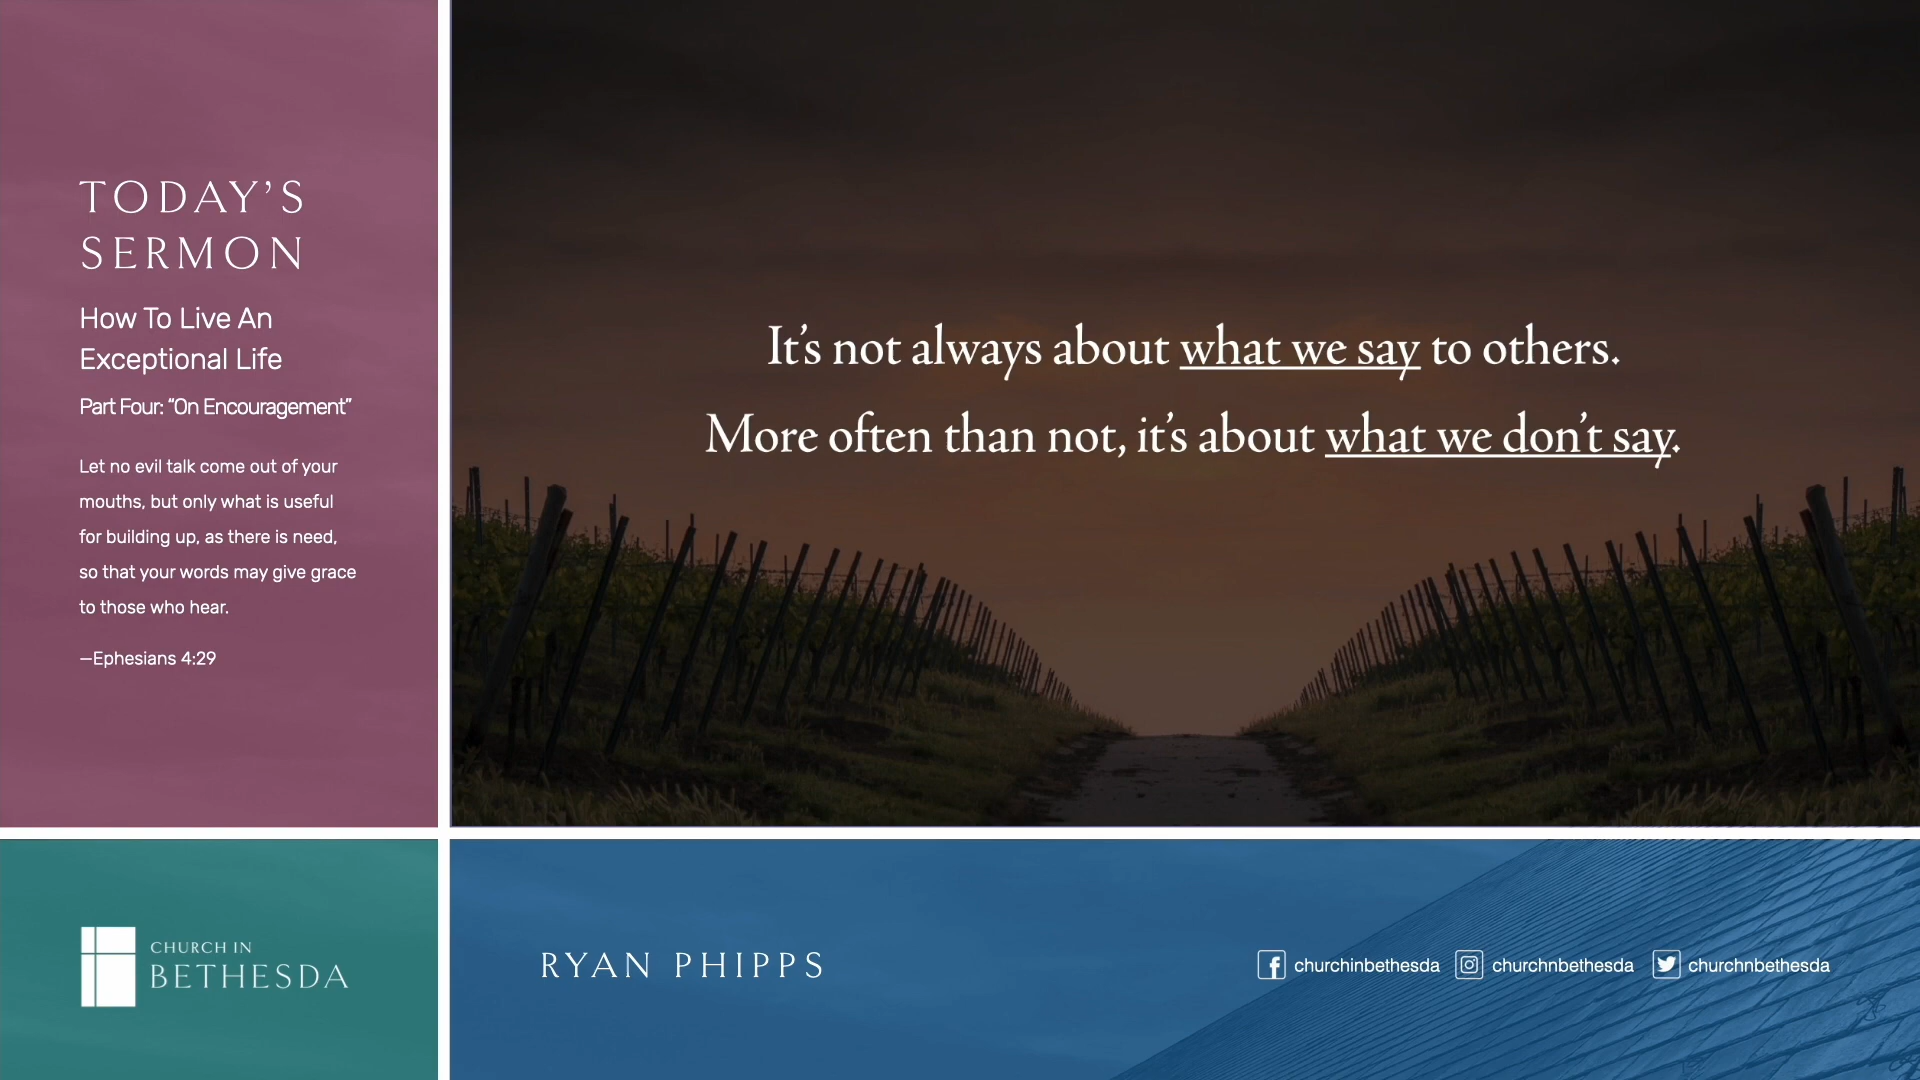 TODAY’S
SERMON
How To Live An
Exceptional Life
Part Four: “On Encouragement”
Let no evil talk come out of your
mouths, but only what is useful
for building up, as there is need,
so that your words may give grace
to those who hear.
—Ephesians 4:29
It’s not always about what we say to others.
More often than not, it’s about what we don’t say.
CHURCH IN
BETHESDA
RYAN PHIPPS
churchinbethesda churchnbethesda churchnbethesda